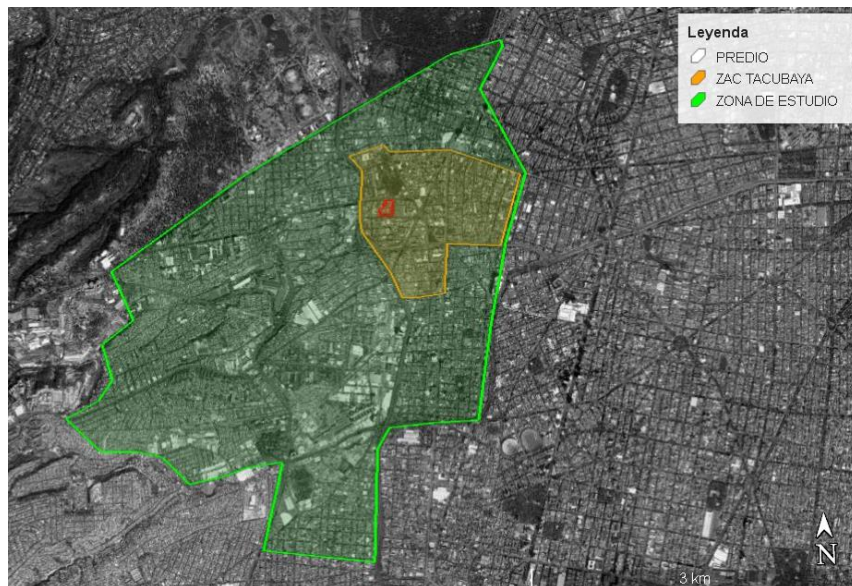 Leyenda
PREDIO
ZAC TACUBAYA
ZONA DE ESTUDIO
N
3 km